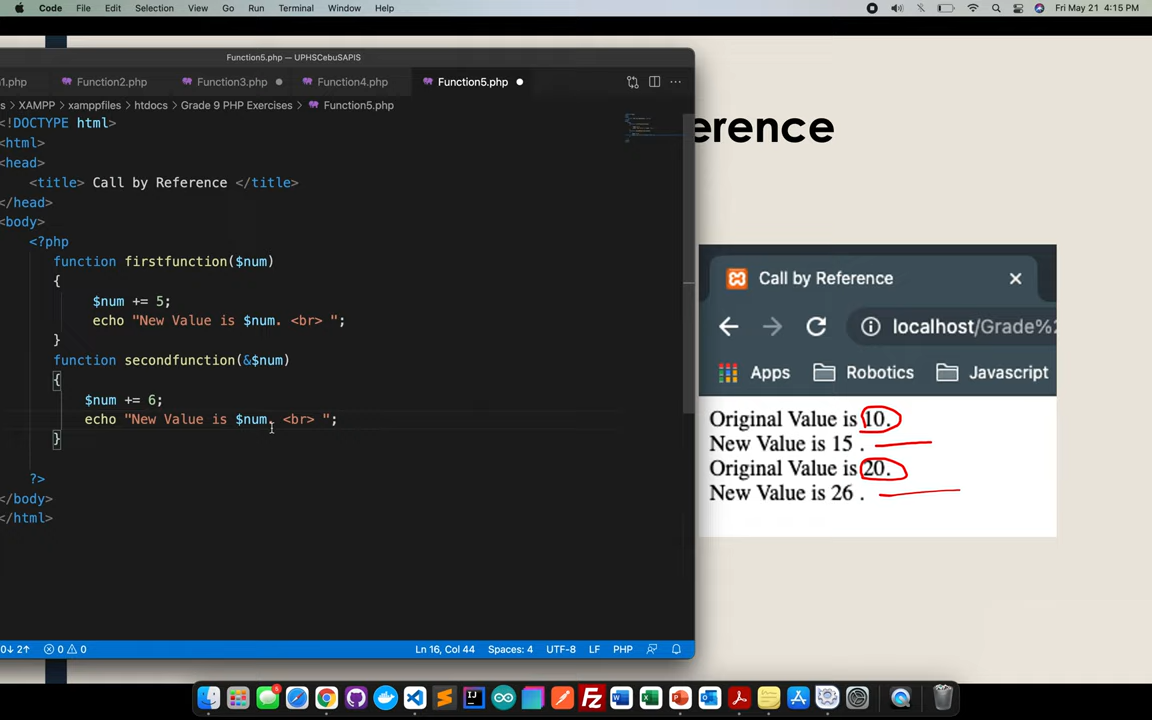 Code File Edit Selection View Go Run Terminal Window Help Fri May 21 4:15 PM
Function5.php — UPHSCebuSAPIS
1.php Function2.php Function3.php Function4.php Function5.php
s > XAMPP > xamppfiles > htdocs > Grade 9 PHP Exercises > Function5.php
<!DOCTYPE html>
<html>
<head>
<title> Call by Reference </title>
</head>
<body>
<?php
function firstfunction($num)
{
$num += 5;
echo "New Value is $num. <br> ";
}
function secondfunction(&$num)
{
$num += 6;
echo "New Value is $num. <br> ";
}
?>
</body>
</html>
0↓ 2↑ 0 0 Ln 16, Col 44 Spaces: 4 UTF-8 LF PHP
erence
Call by Reference
localhost/Grade%
Apps Robotics Javascript
Original Value is 10.
New Value is 15 .
Original Value is 20.
New Value is 26 .